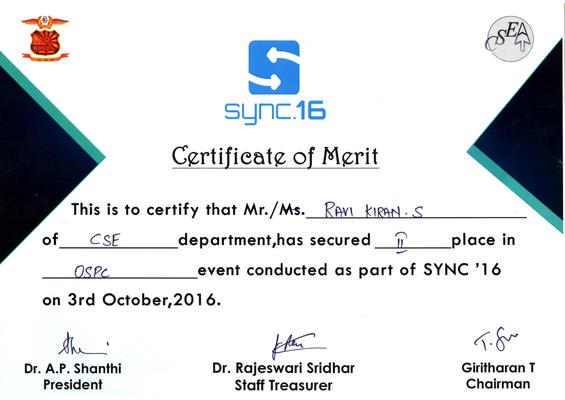 CSEA
sync.16
Certificate of Merit
This is to certify that Mr./Ms. RAVI KIRAN.S
of CSE department,has secured II place in
OSPC event conducted as part of SYNC '16
on 3rd October,2016.
Dr. A.P. Shanthi Dr. Rajeswari Sridhar Giritharan T
President Staff Treasurer Chairman